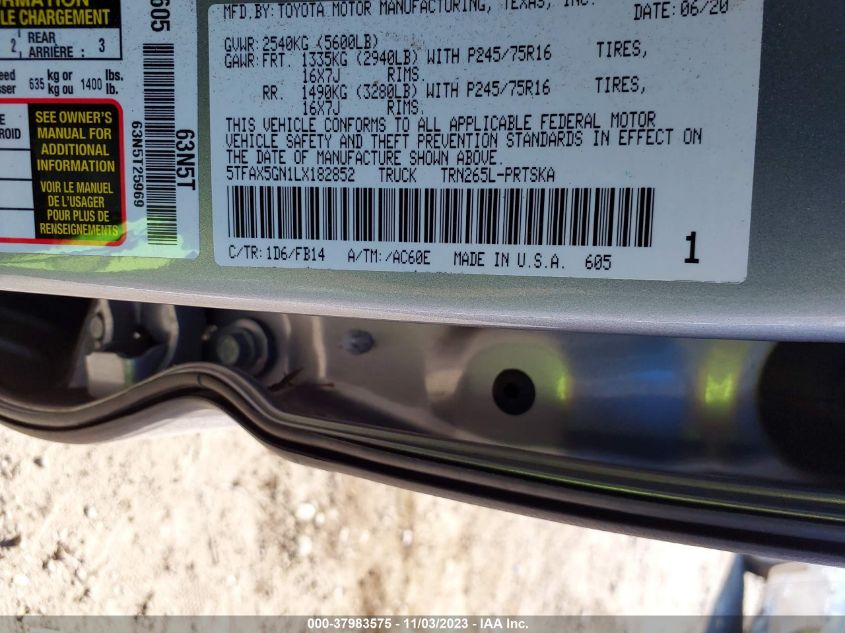 MFD.BY: TOYOTA MOTOR MANUFACTURING, TEXAS, INC. DATE: 06/20
GVWR: 2540KG (5600LB)
GAWR: FRT. 1335KG (2940LB) WITH P245/75R16 TIRES,
16X7J RIMS.
RR. 1490KG (3280LB) WITH P245/75R16 TIRES,
16X7J RIMS.
THIS VEHICLE CONFORMS TO ALL APPLICABLE FEDERAL MOTOR
VEHICLE SAFETY AND THEFT PREVENTION STANDARDS IN EFFECT ON
THE DATE OF MANUFACTURE SHOWN ABOVE.
5TFAX5GN1LX182852 TRUCK TRN265L-PRTSKA
C/TR: 1D6/FB14 A/TM: /AC60E MADE IN U.S.A. 605
1
LE CHARGEMENT
2 REAR
ARRIÈRE : 3
635 kg or
kg ou 1400 lbs.
lb.
SEE OWNER'S
MANUAL FOR
ADDITIONAL
INFORMATION
VOIR LE MANUEL
DE L'USAGER
POUR PLUS DE
RENSEIGNEMENTS
605
63N5T25969
63N5T
000-37983575 - 11/03/2023 - IAA Inc.